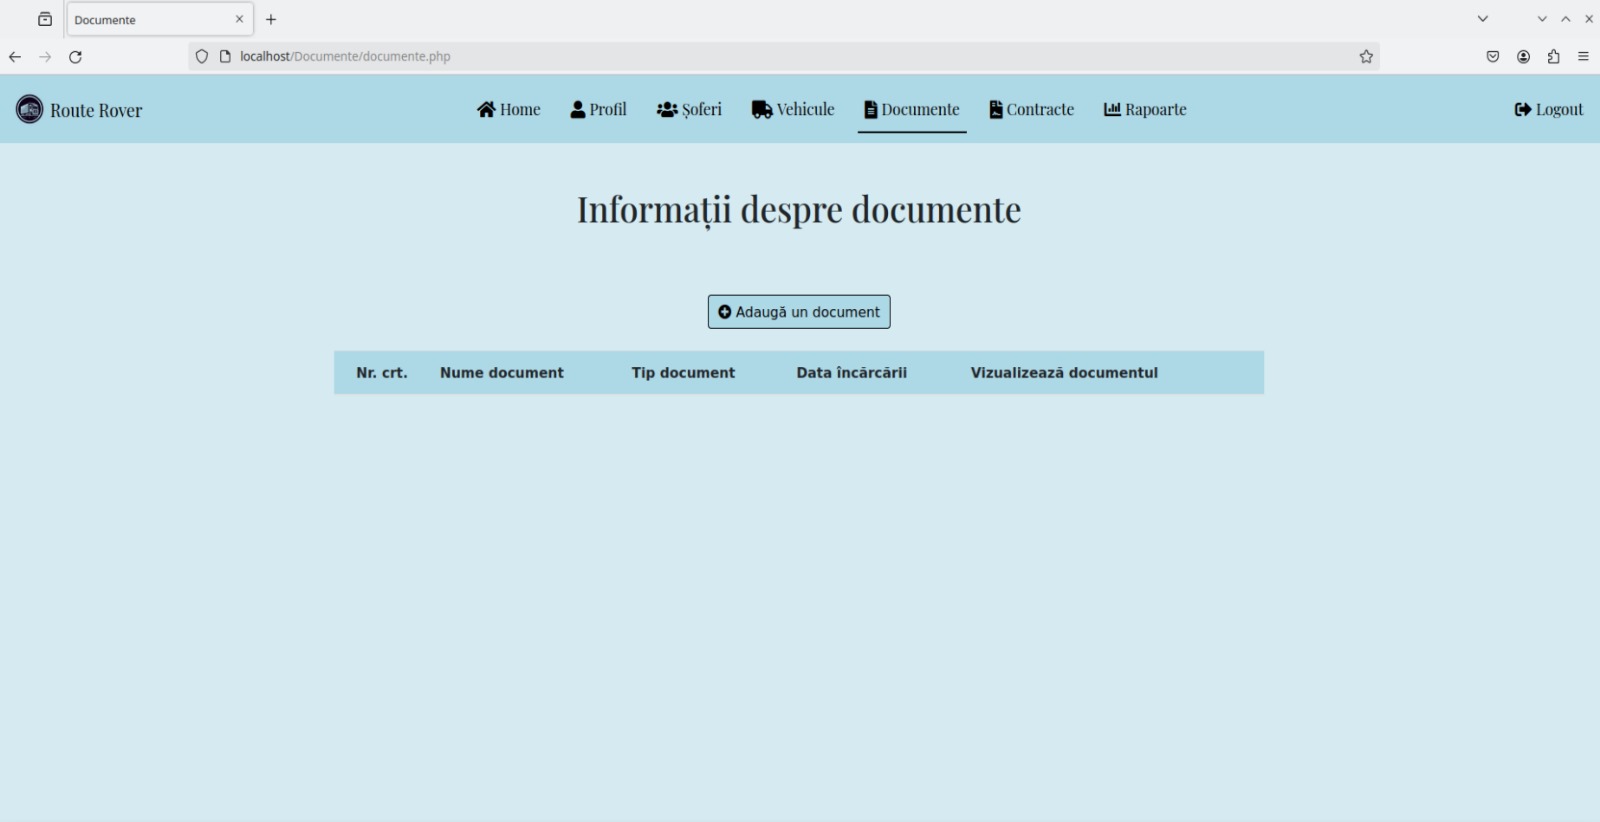 Documente
localhost/Documente/documente.php
Route Rover
Home
Profil
Șoferi
Vehicule
Documente
Contracte
Rapoarte
Logout
Informații despre documente
Adaugă un document
Nr. crt. Nume document Tip document Data încărcării Vizualizează documentul